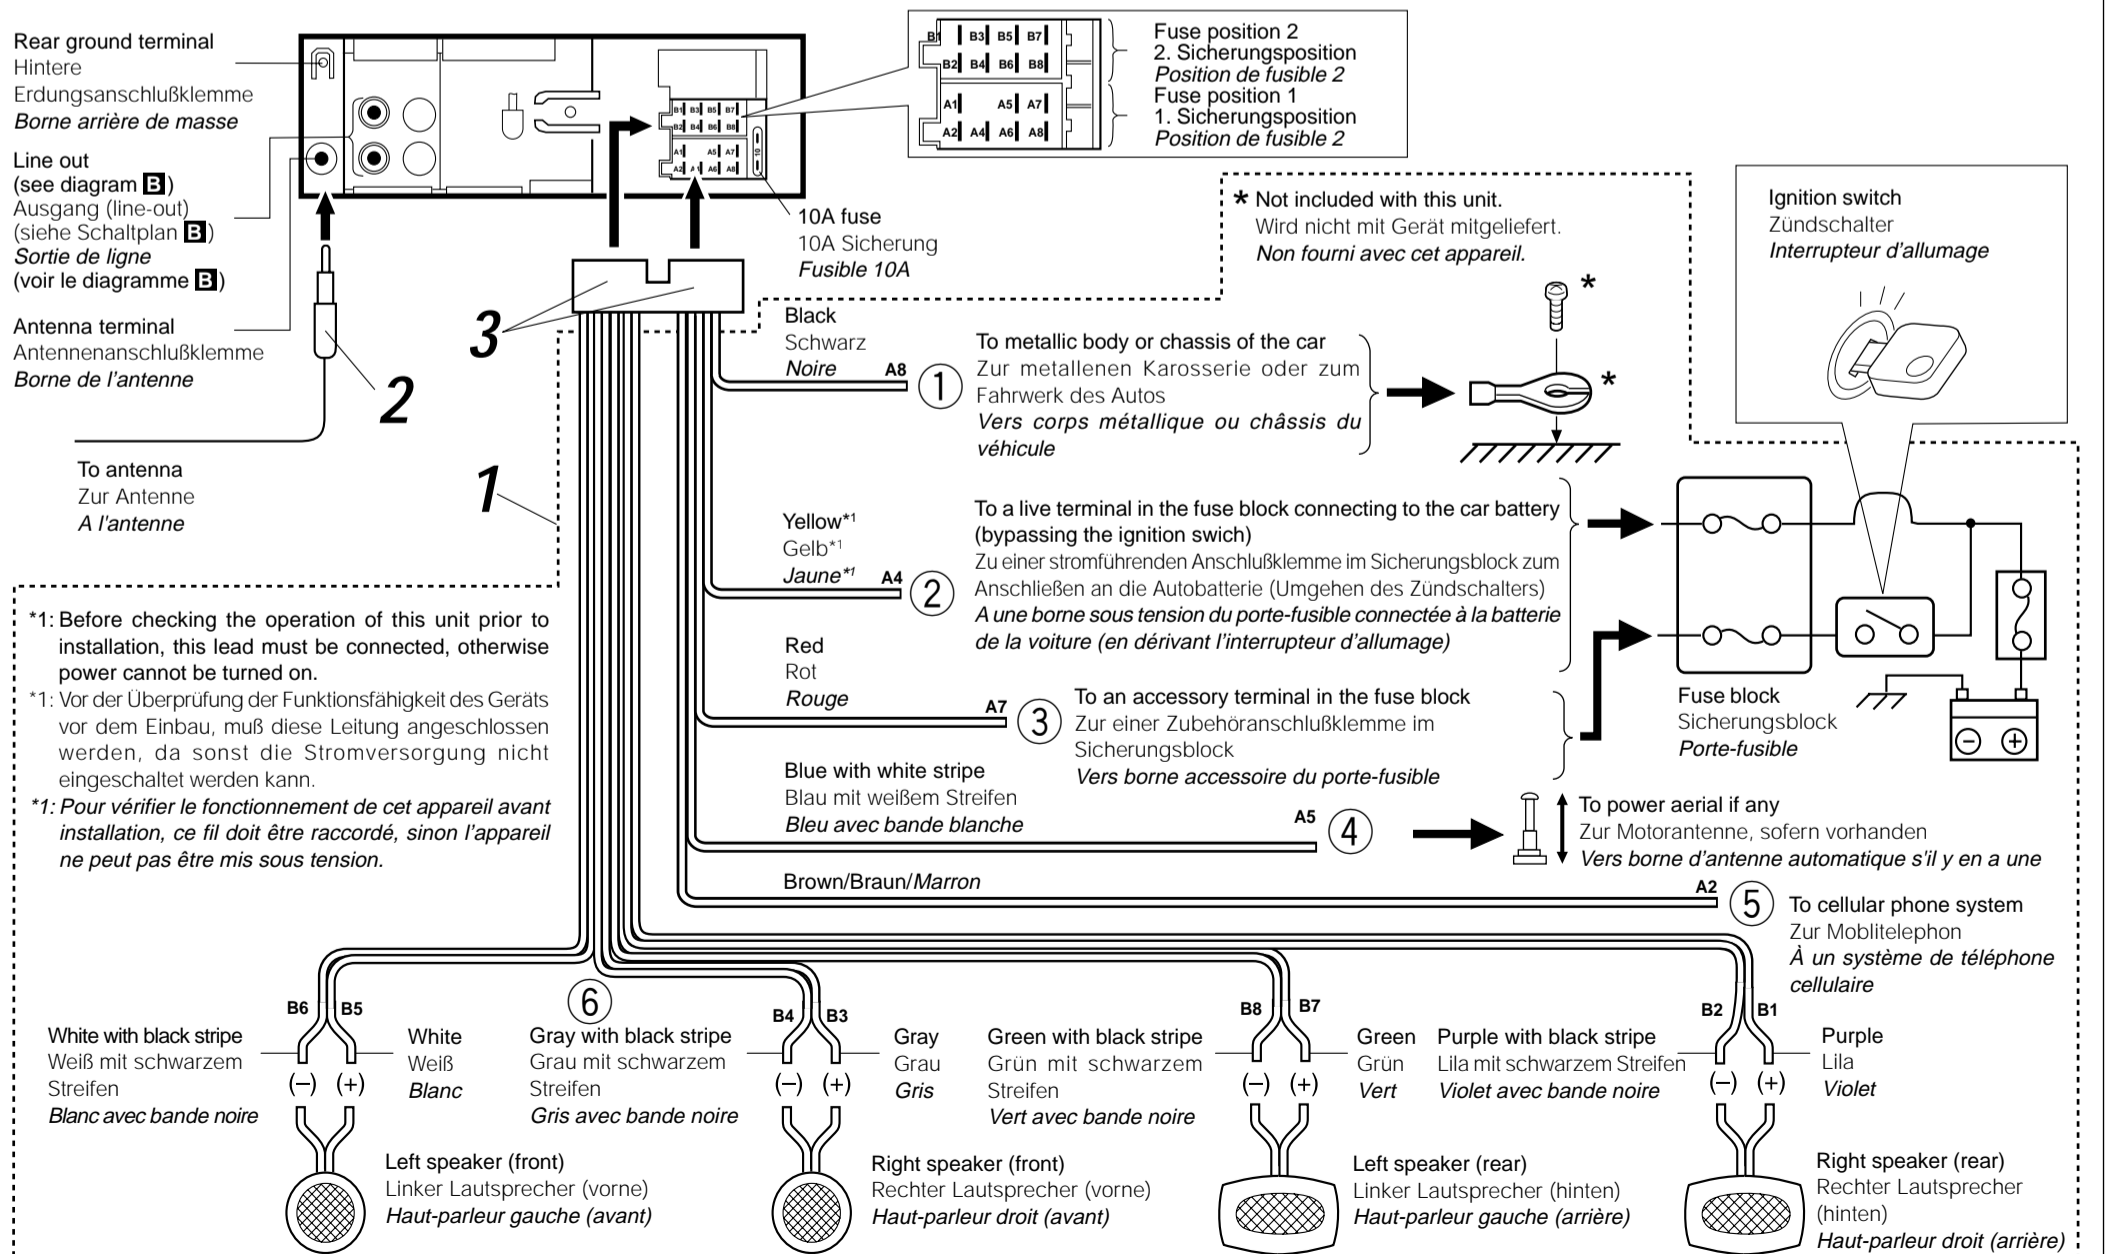 Rear ground terminal
Hintere
Erdungsanschlußklemme
Borne arrière de masse
Line out
(see diagram B)
Ausgang (line-out)
(siehe Schaltplan B)
Sortie de ligne
(voir le diagramme B)
Antenna terminal
Antennenanschlußklemme
Borne de l'antenne
To antenna
Zur Antenne
A l'antenne
2
3
1
B1 B3 B5 B7
B2 B4 B6 B8
A1 A5 A7
A2 A1 A6 A8
10
B1 B3 B5 B7
B2 B4 B6 B8
A1 A5 A7
A2 A4 A6 A8
Fuse position 2
2. Sicherungsposition
Position de fusible 2
Fuse position 1
1. Sicherungsposition
Position de fusible 2
10A fuse
10A Sicherung
Fusible 10A
* Not included with this unit.
Wird nicht mit Gerät mitgeliefert.
Non fourni avec cet appareil.
Ignition switch
Zündschalter
Interrupteur d'allumage
Black
Schwarz
Noire
A8
①
To metallic body or chassis of the car
Zur metallenen Karosserie oder zum
Fahrwerk des Autos
Vers corps métallique ou châssis du
véhicule
*
*
Yellow*1
Gelb*1
Jaune*1
A4
②
To a live terminal in the fuse block connecting to the car battery
(bypassing the ignition swich)
Zu einer stromführenden Anschlußklemme im Sicherungsblock zum
Anschließen an die Autobatterie (Umgehen des Zündschalters)
A une borne sous tension du porte-fusible connectée à la batterie
de la voiture (en dérivant l'interrupteur d'allumage)
Red
Rot
Rouge
A7
③
To an accessory terminal in the fuse block
Zur einer Zubehöranschlußklemme im
Sicherungsblock
Vers borne accessoire du porte-fusible
Fuse block
Sicherungsblock
Porte-fusible
− +
Blue with white stripe
Blau mit weißem Streifen
Bleu avec bande blanche
A5
④
To power aerial if any
Zur Motorantenne, sofern vorhanden
Vers borne d'antenne automatique s'il y en a une
Brown/Braun/Marron
A2
⑤
To cellular phone system
Zur Moblitelephon
À un système de téléphone
cellulaire
*1: Before checking the operation of this unit prior to
installation, this lead must be connected, otherwise
power cannot be turned on.
*1: Vor der Überprüfung der Funktionsfähigkeit des Geräts
vor dem Einbau, muß diese Leitung angeschlossen
werden, da sonst die Stromversorgung nicht
eingeschaltet werden kann.
*1: Pour vérifier le fonctionnement de cet appareil avant
installation, ce fil doit être raccordé, sinon l'appareil
ne peut pas être mis sous tension.
⑥
B6 B5
White with black stripe
Weiß mit schwarzem
Streifen
Blanc avec bande noire
White
Weiß
Blanc
(−) (+)
Left speaker (front)
Linker Lautsprecher (vorne)
Haut-parleur gauche (avant)
B4 B3
Gray with black stripe
Grau mit schwarzem
Streifen
Gris avec bande noire
Gray
Grau
Gris
(−) (+)
Right speaker (front)
Rechter Lautsprecher (vorne)
Haut-parleur droit (avant)
B8 B7
Green with black stripe
Grün mit schwarzem
Streifen
Vert avec bande noire
Green
Grün
Vert
(−) (+)
Left speaker (rear)
Linker Lautsprecher (hinten)
Haut-parleur gauche (arrière)
B2 B1
Purple with black stripe
Lila mit schwarzem Streifen
Violet avec bande noire
Purple
Lila
Violet
(−) (+)
Right speaker (rear)
Rechter Lautsprecher
(hinten)
Haut-parleur droit (arrière)